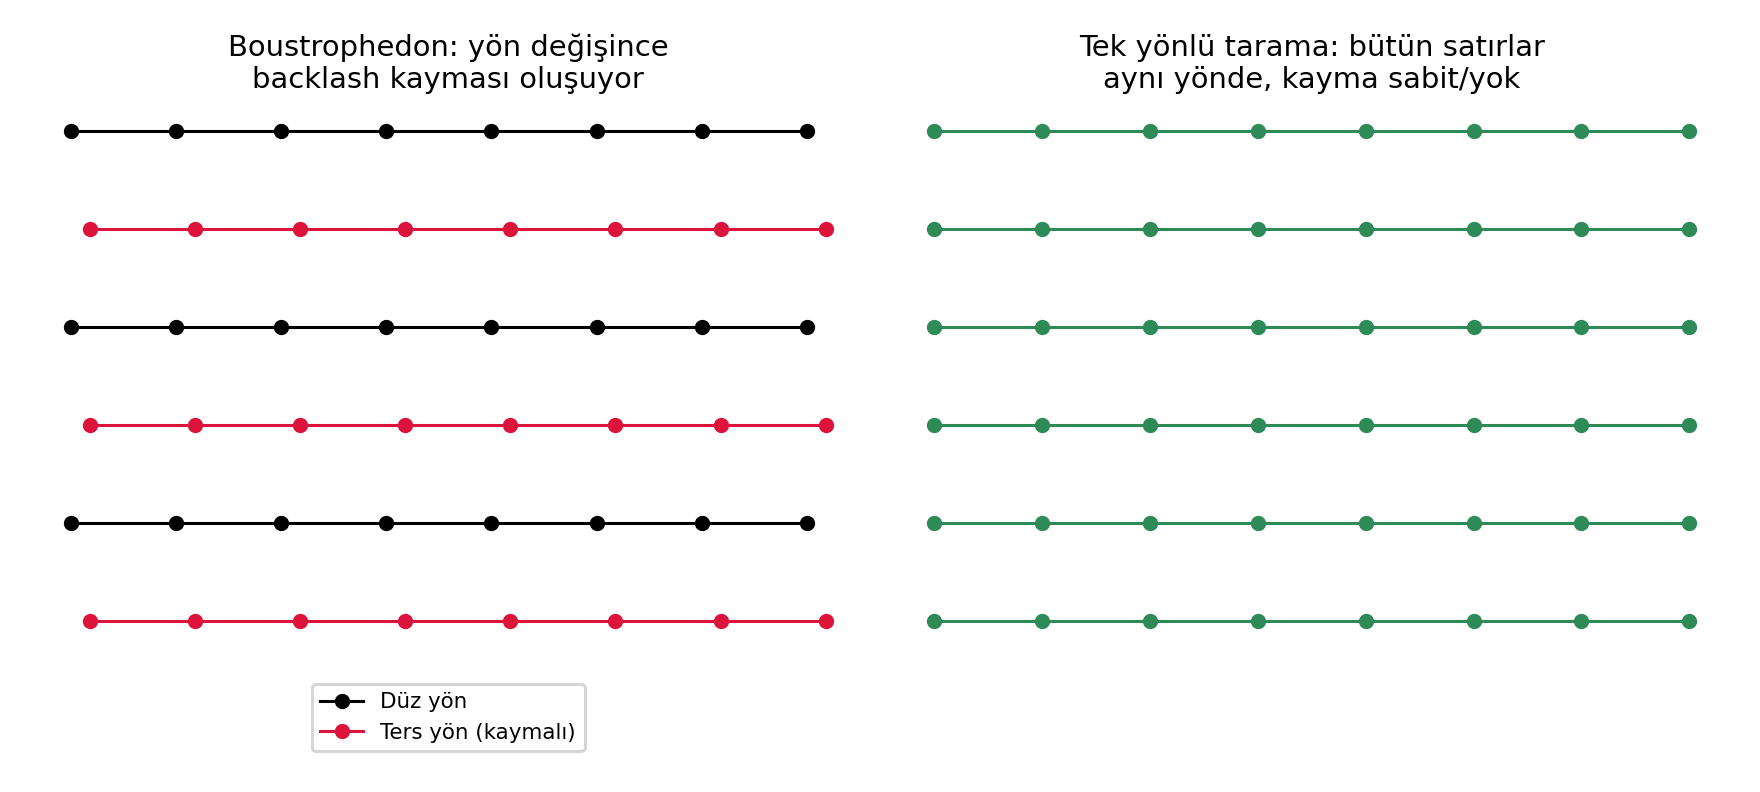 Boustrophedon: yön değişince
backlash kayması oluşuyor
Tek yönlü tarama: bütün satırlar
aynı yönde, kayma sabit/yok
Düz yön
Ters yön (kaymalı)